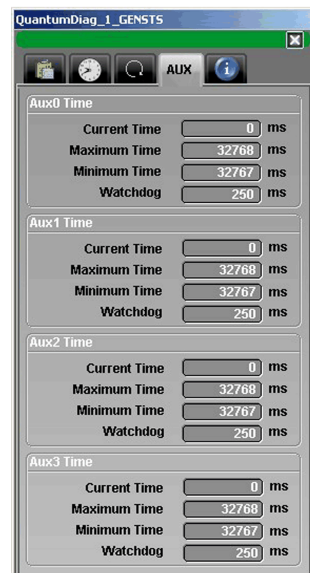 QuantumDiag_1_GENSTS
AUX
Aux0 Time
Current Time 0 ms
Maximum Time 32768 ms
Minimum Time 32767 ms
Watchdog 250 ms
Aux1 Time
Current Time 0 ms
Maximum Time 32768 ms
Minimum Time 32767 ms
Watchdog 250 ms
Aux2 Time
Current Time 0 ms
Maximum Time 32768 ms
Minimum Time 32767 ms
Watchdog 250 ms
Aux3 Time
Current Time 0 ms
Maximum Time 32768 ms
Minimum Time 32767 ms
Watchdog 250 ms